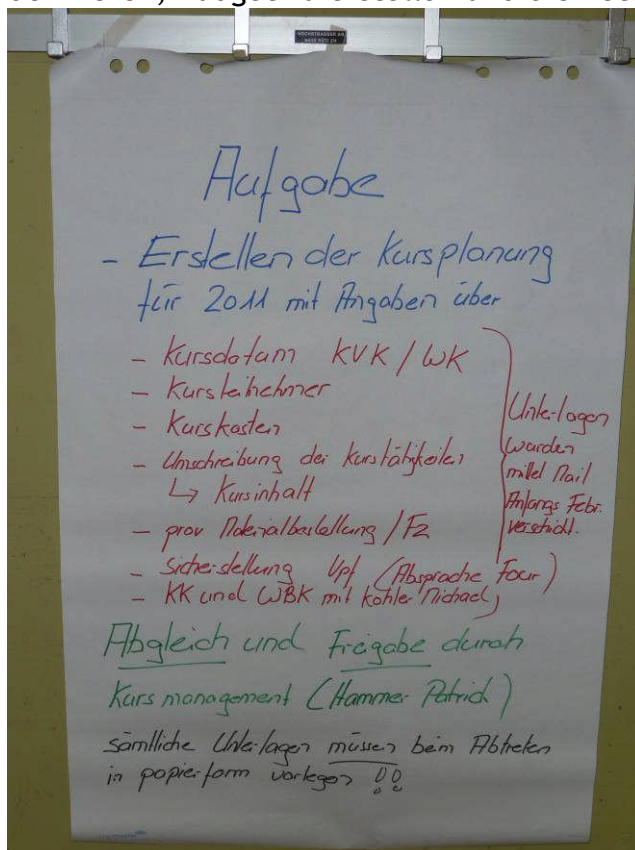 Aufgabe
- Erstellen der Kursplanung
für 2011 mit Angaben über
- Kursdatum KVK / WK
- Kursteilnehmer
- Kurskosten
- Umschreibung der Kurstätigkeiten
↳ Kursinhalt
- prov Materialbestellung / Fz
- Sicherstellung Vpf (Absprache Four)
- KK und WBK mit Kohler Michael
Unterlagen
wurden
mittel Mail
Anfangs Febr.
verschickt.
Abgleich und Freigabe durch
Kursmanagement (Hammer Patrick)
sämtliche Unterlagen müssen beim Abtreten
in papierform vorlegen !!